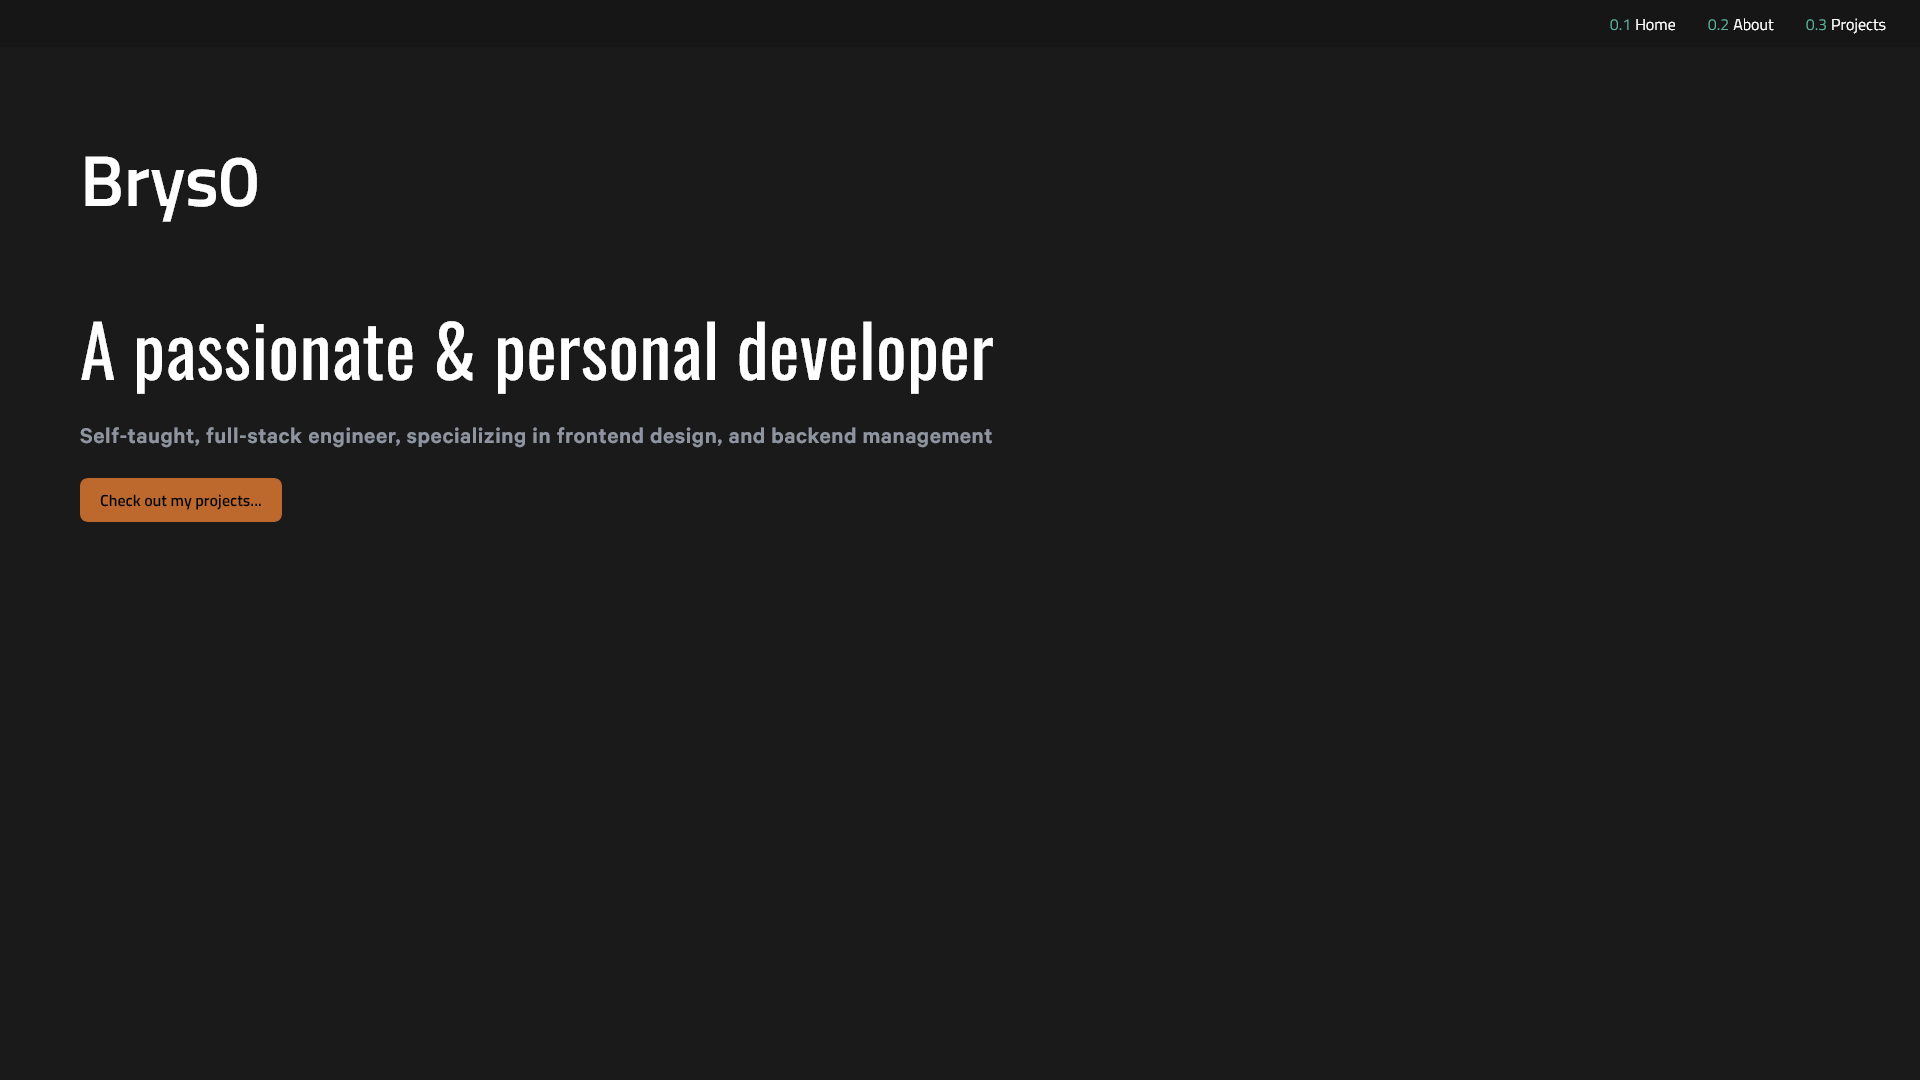 0.1 Home 0.2 About 0.3 Projects
BrysO
A passionate & personal developer
Self-taught, full-stack engineer, specializing in frontend design, and backend management
Check out my projects...